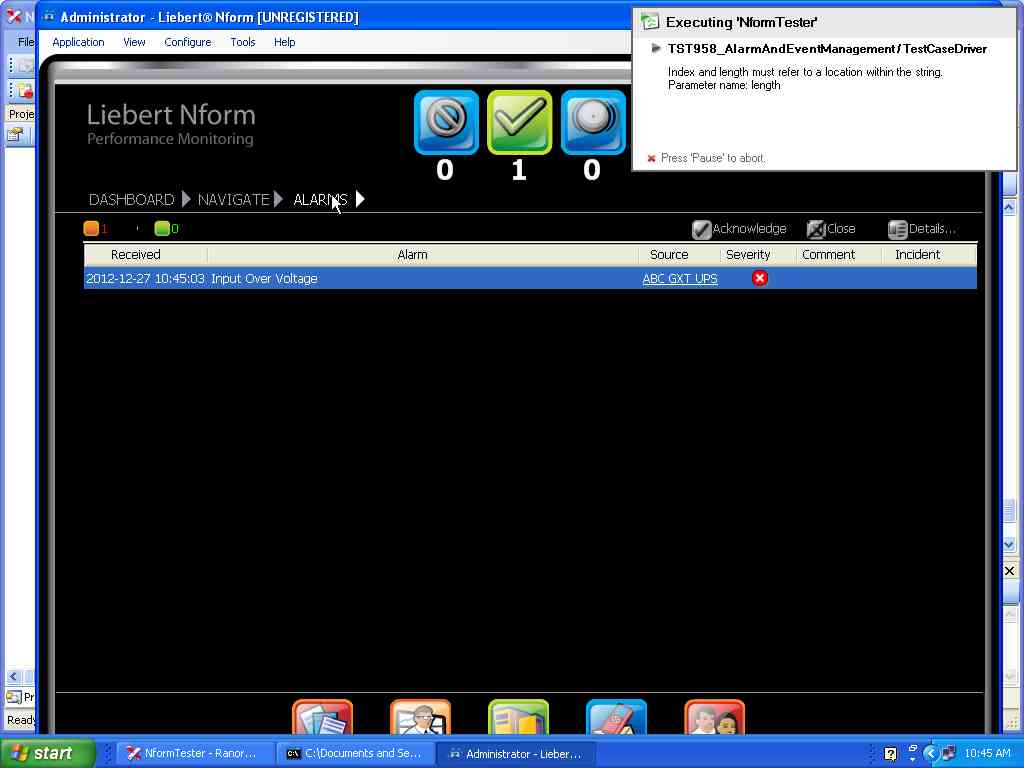 Administrator - Liebert® Nform [UNREGISTERED]
Executing 'NformTester'
File
Application View Configure Tools Help
TST958_AlarmAndEventManagement/TestCaseDriver
Index and length must refer to a location within the string.
Parameter name: length
Press 'Pause' to abort.
Proje
Liebert Nform
Performance Monitoring
0 1 0
DASHBOARD NAVIGATE ALARMS
1 0 Acknowledge Close Details...
Received Alarm Source Severity Comment Incident
2012-12-27 10:45:03 Input Over Voltage ABC GXT UPS
Pr
Ready
start NformTester - Ranor... C:\Documents and Se... Administrator - Lieber... 10:45 AM